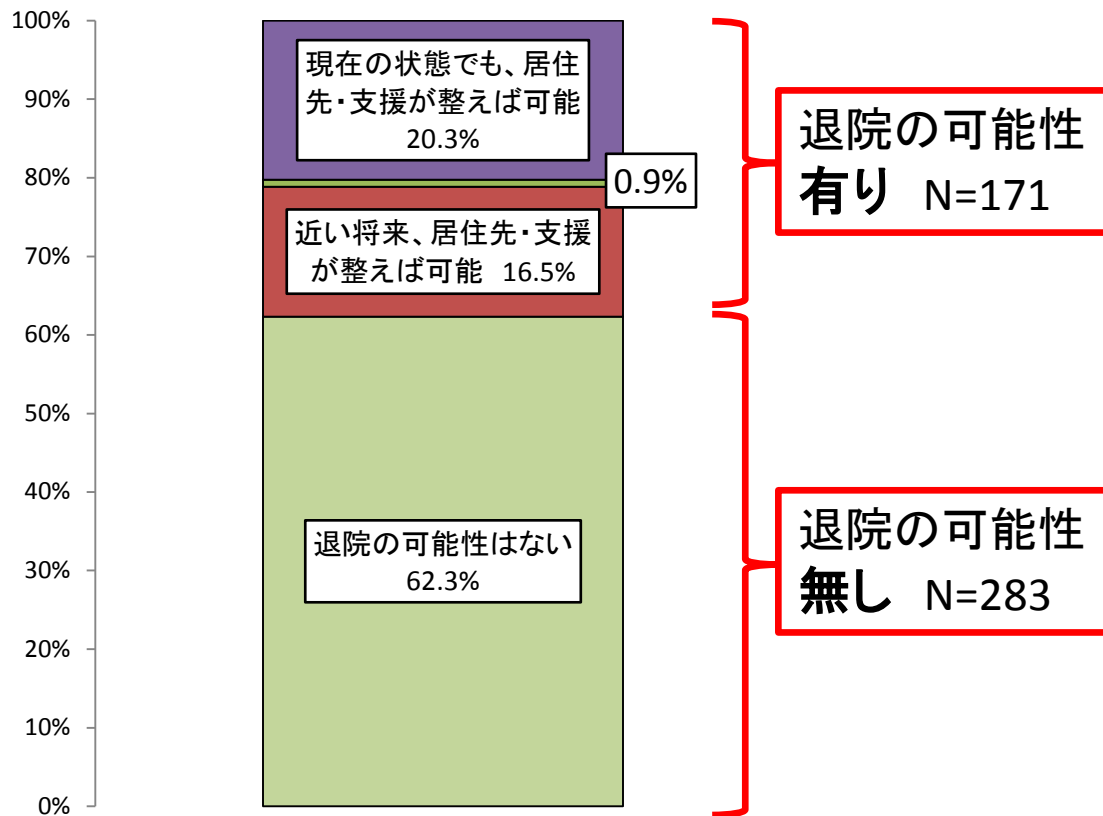 100%
90%
80%
70%
60%
50%
40%
30%
20%
10%
0%
現在の状態でも、居住
先・支援が整えば可能
20.3%
0.9%
近い将来、居住先・支援
が整えば可能 16.5%
退院の可能性はない
62.3%
退院の可能性
有り N=171
退院の可能性
無し N=283